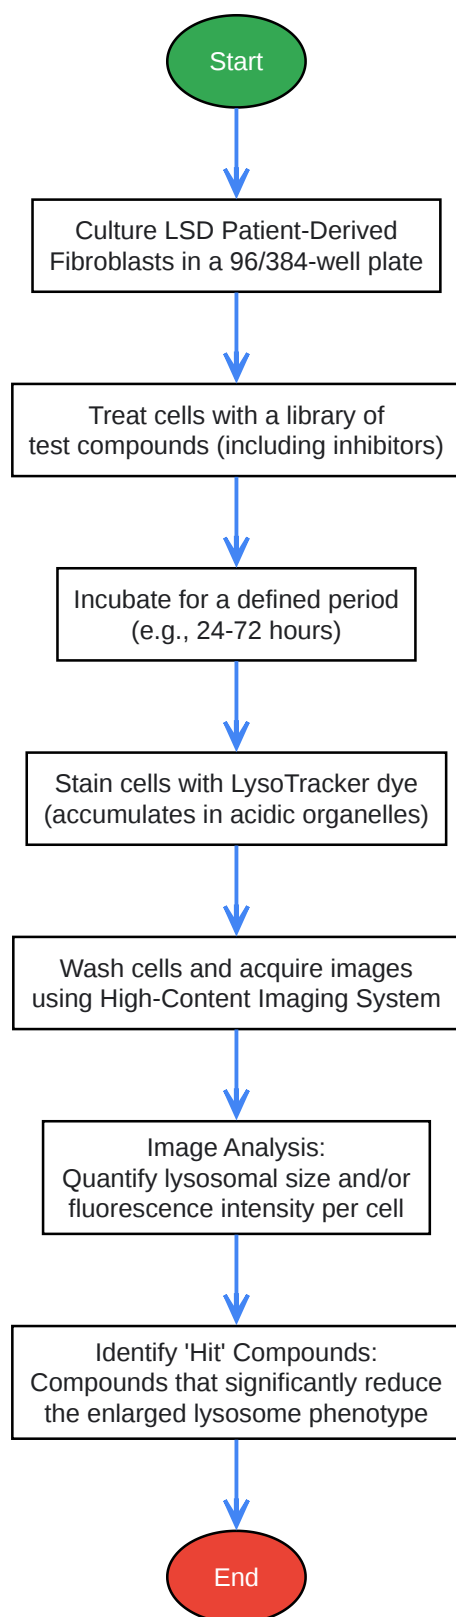 Start
Culture LSD Patient-Derived
Fibroblasts in a 96/384-well plate
Treat cells with a library of
test compounds (including inhibitors)
Incubate for a defined period
(e.g., 24-72 hours)
Stain cells with LysoTracker dye
(accumulates in acidic organelles)
Wash cells and acquire images
using High-Content Imaging System
Image Analysis:
Quantify lysosomal size and/or
fluorescence intensity per cell
Identify 'Hit' Compounds:
Compounds that significantly reduce
the enlarged lysosome phenotype
End